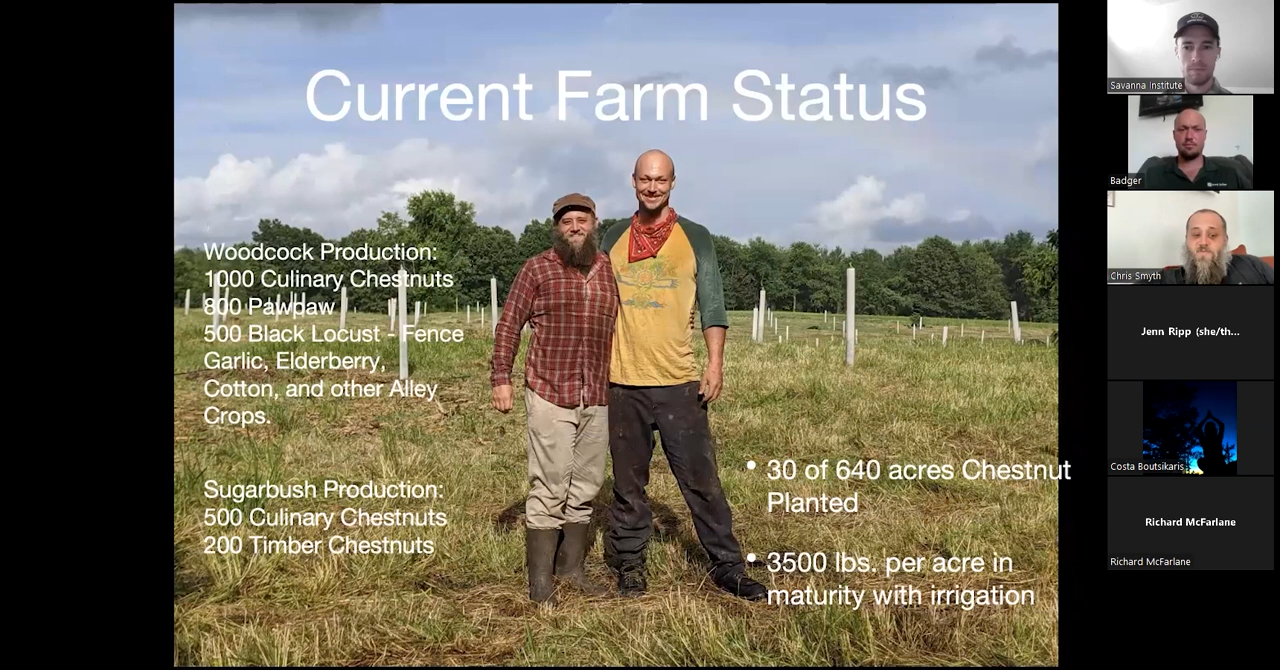 Current Farm Status
Woodcock Production:
1000 Culinary Chestnuts
800 Pawpaw
500 Black Locust - Fence
Garlic, Elderberry,
Cotton, and other Alley
Crops.
Sugarbush Production:
500 Culinary Chestnuts
200 Timber Chestnuts
• 30 of 640 acres Chestnut
Planted
• 3500 lbs. per acre in
maturity with irrigation
Savanna Institute
Badger
Chris Smyth
Jenn Ripp (she/th...
Costa Boutsikaris
Richard McFarlane
Richard McFarlane